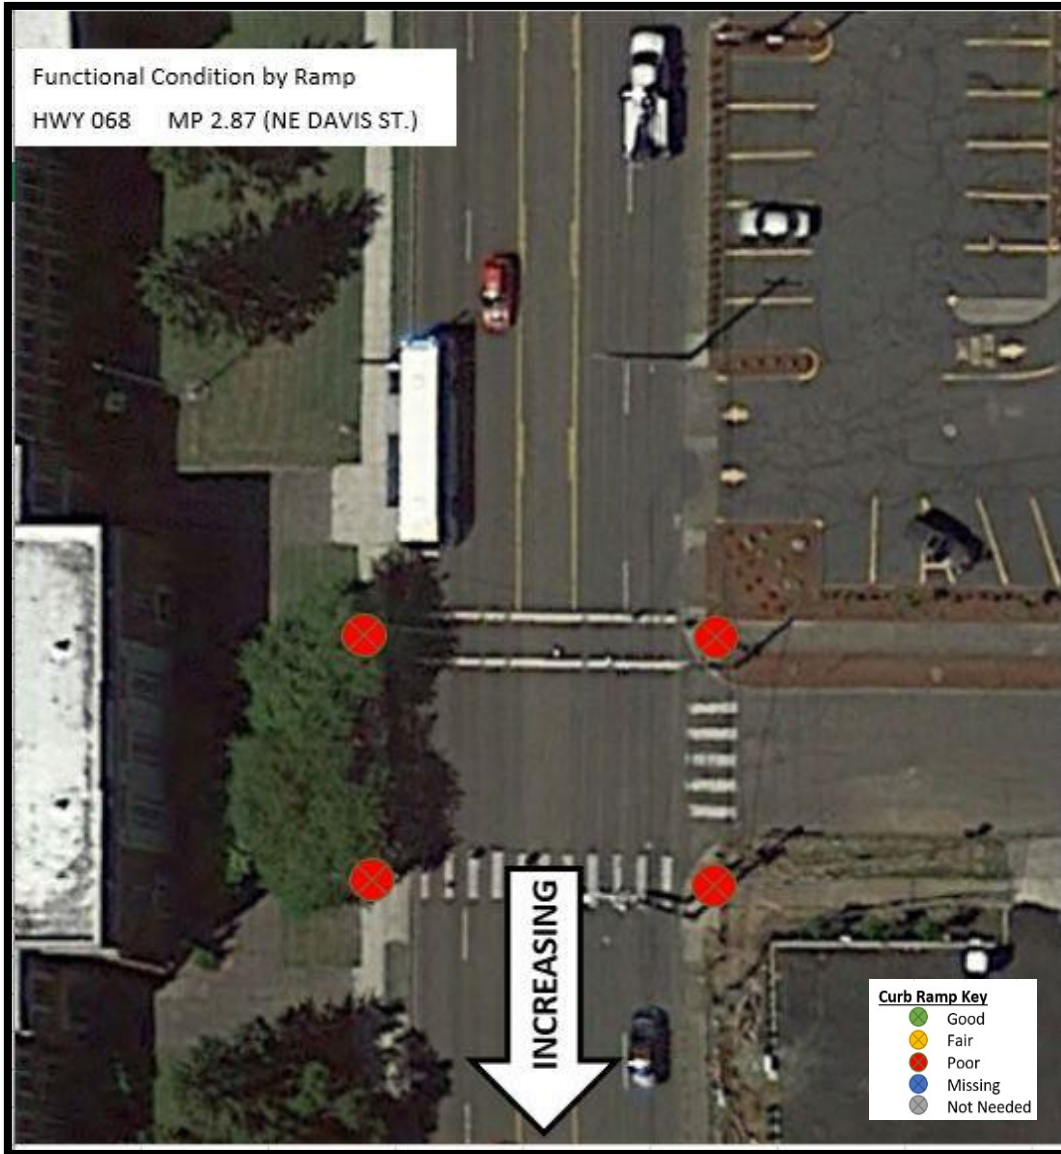 Functional Condition by Ramp
HWY 068 MP 2.87 (NE DAVIS ST.)
INCREASING
Curb Ramp Key
Good
Fair
Poor
Missing
Not Needed